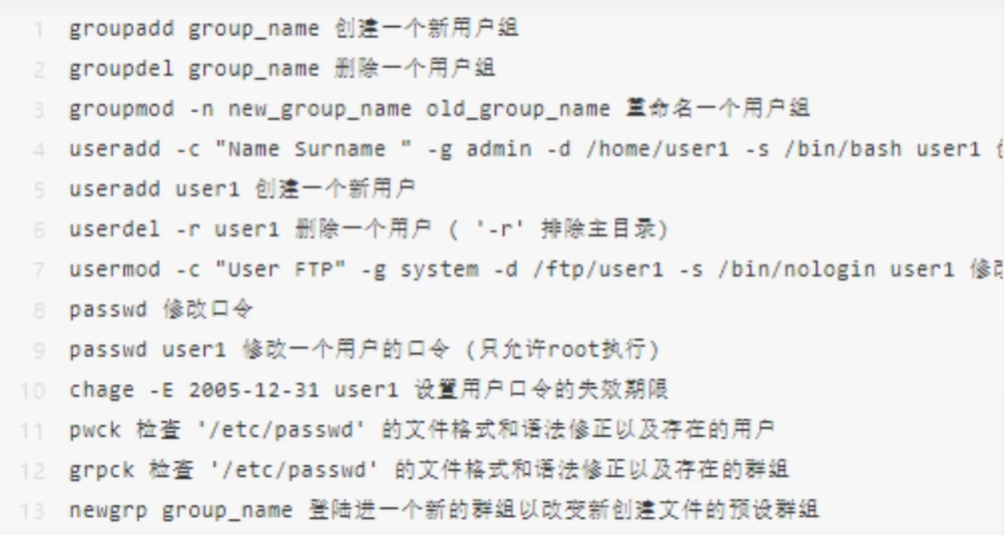 1 groupadd group_name 创建一个新用户组
2 groupdel group_name 删除一个用户组
3 groupmod -n new_group_name old_group_name 重命名一个用户组
4 useradd -c "Name Surname " -g admin -d /home/user1 -s /bin/bash user1
5 useradd user1 创建一个新用户
6 userdel -r user1 删除一个用户 ( '-r' 排除主目录)
7 usermod -c "User FTP" -g system -d /ftp/user1 -s /bin/nologin user1 修改
8 passwd 修改口令
9 passwd user1 修改一个用户的口令 (只允许root执行)
10 chage -E 2005-12-31 user1 设置用户口令的失效期限
11 pwck 检查 '/etc/passwd' 的文件格式和语法修正以及存在的用户
12 grpck 检查 '/etc/passwd' 的文件格式和语法修正以及存在的群组
13 newgrp group_name 登陆进一个新的群组以改变新创建文件的预设群组